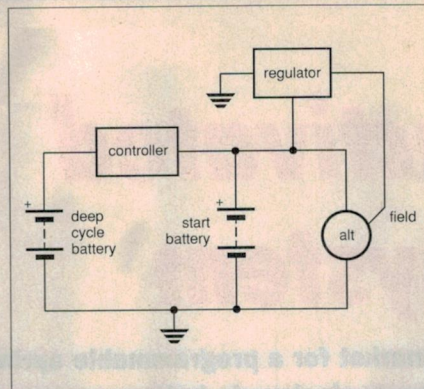 regulator
controller
+
deep
cycle
battery
+
start
battery
alt
field